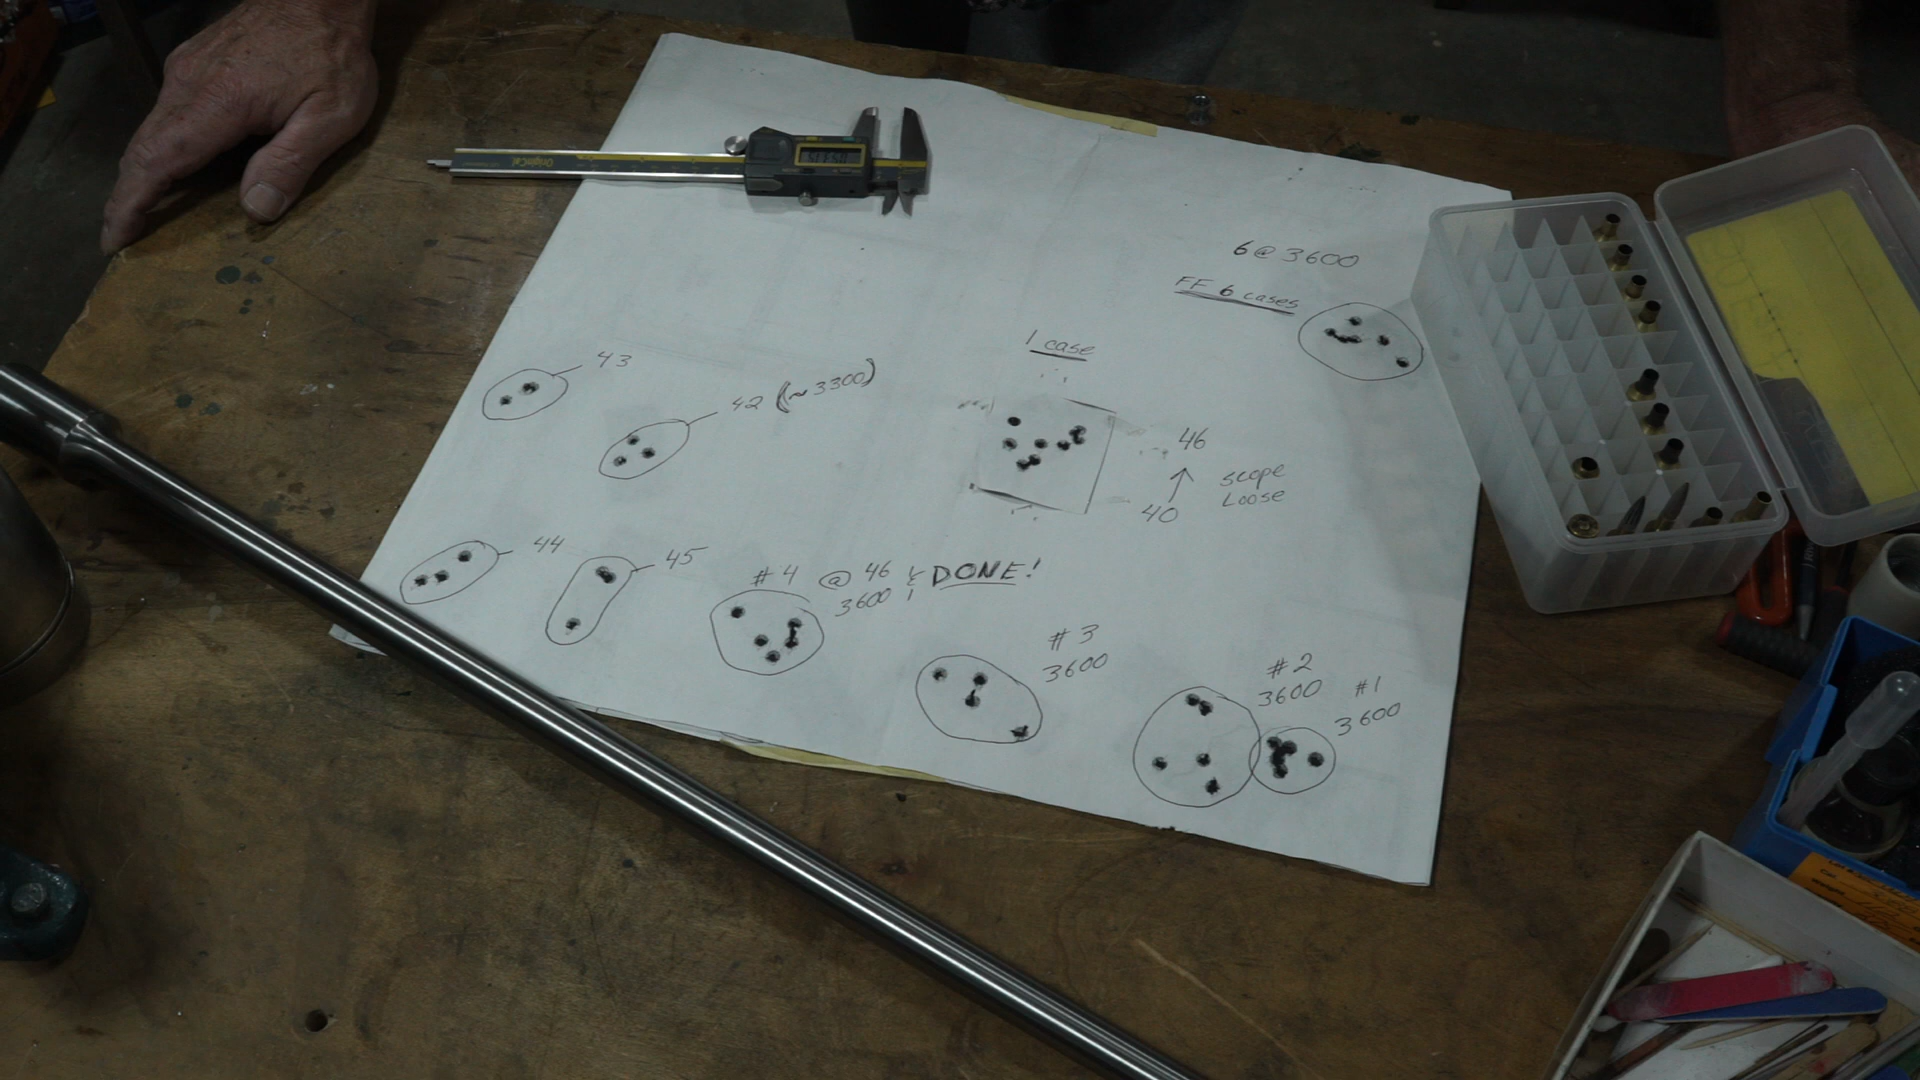 OriginCal
6 @ 3600
FF 6 cases
1 case
43
42 (~3300)
46
↑
40
scope
Loose
44
45
#4 @ 46 & DONE!
3600
#3
3600
#2
3600
#1
3600